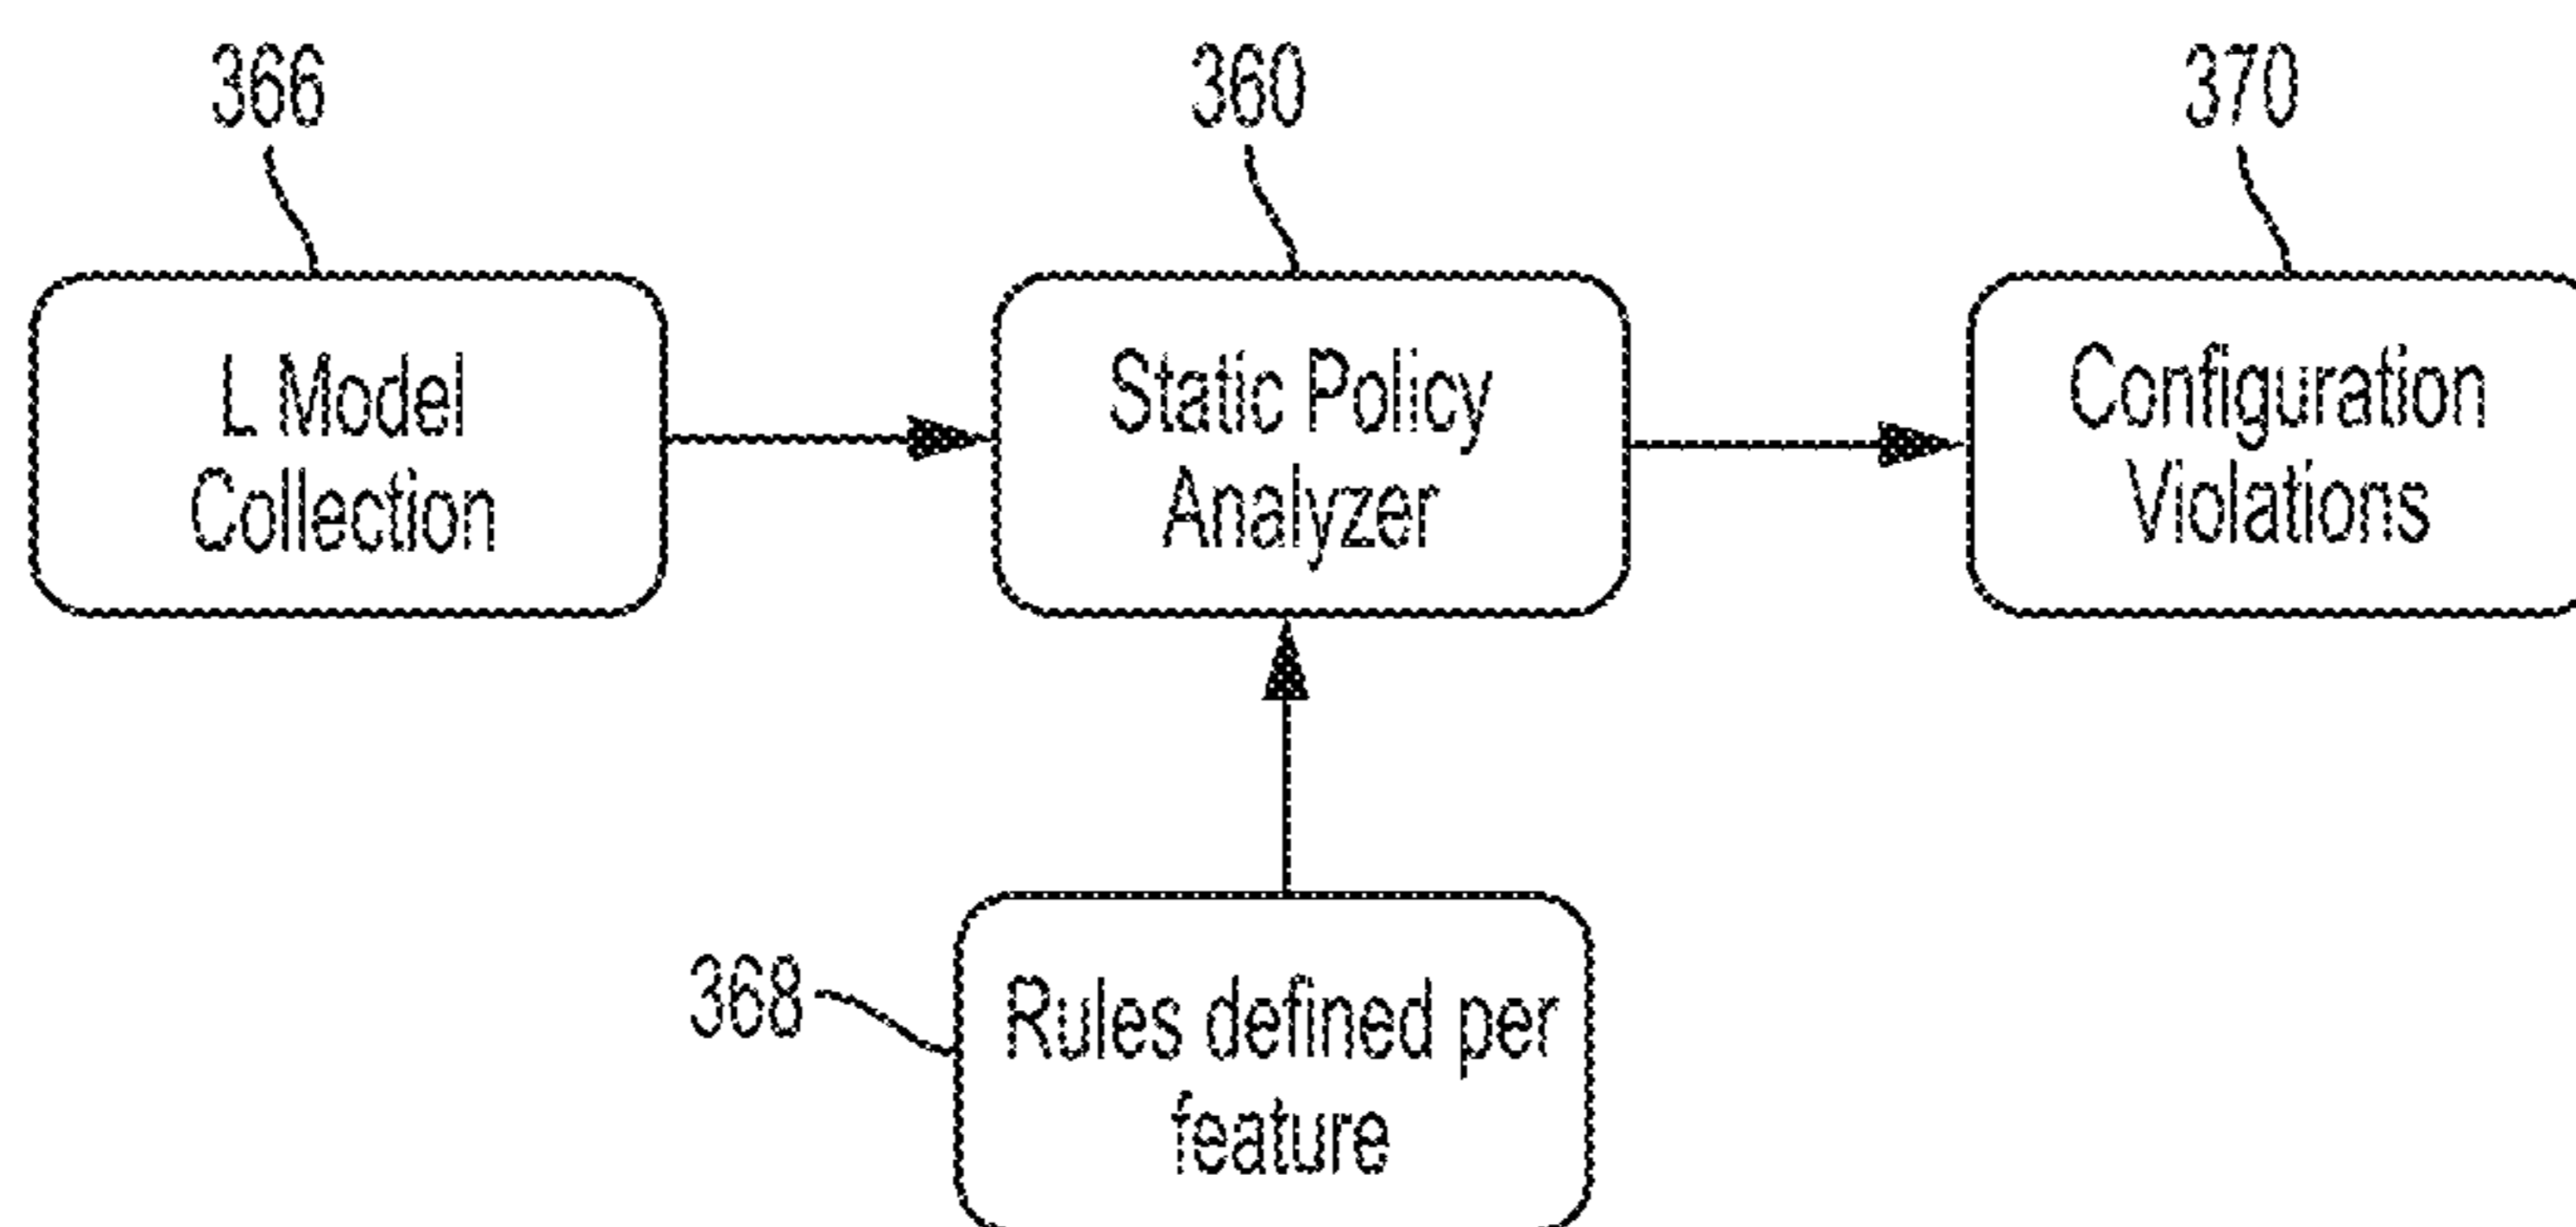 366
360
370
L Model
Collection
Static Policy
Analyzer
Configuration
Violations
368
Rules defined per
feature